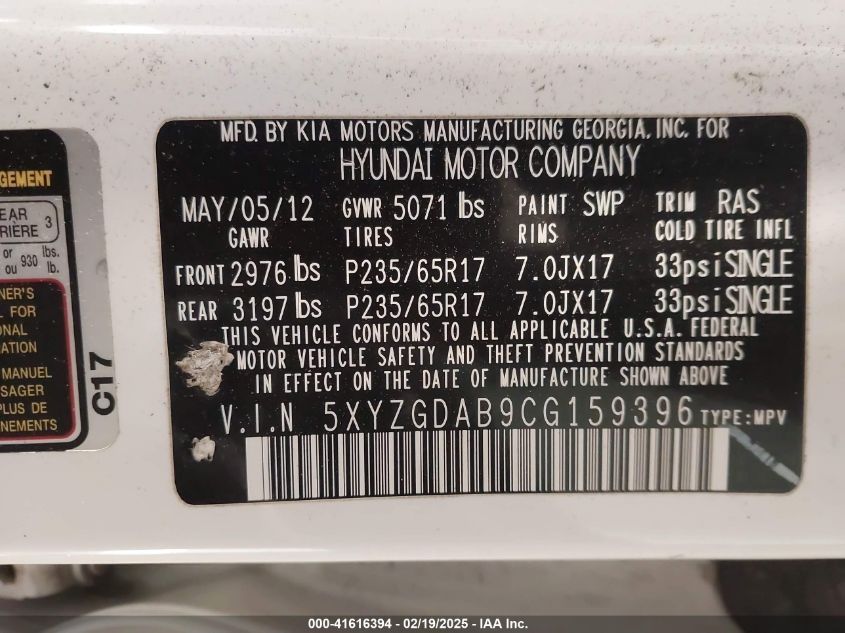 GEMENT
EAR
RIÈRE 3
or lbs.
ou 930 lb.
NER'S
L FOR
ONAL
ATION
MANUEL
SSAGER
PLUS DE
GNEMENTS
C17
MFD. BY KIA MOTORS MANUFACTURING GEORGIA, INC. FOR
HYUNDAI MOTOR COMPANY
MAY/05/12 GVWR 5071 lbs PAINT SWP TRIM RAS
GAWR TIRES RIMS COLD TIRE INFL
FRONT 2976 lbs P235/65R17 7.0JX17 33psi SINGLE
REAR 3197 lbs P235/65R17 7.0JX17 33psi SINGLE
THIS VEHICLE CONFORMS TO ALL APPLICABLE U.S.A. FEDERAL
MOTOR VEHICLE SAFETY AND THEFT PREVENTION STANDARDS
IN EFFECT ON THE DATE OF MANUFACTURE SHOWN ABOVE
V.I.N 5XYZGDAB9CG159396 TYPE:MPV
000-41616394 - 02/19/2025 - IAA Inc.